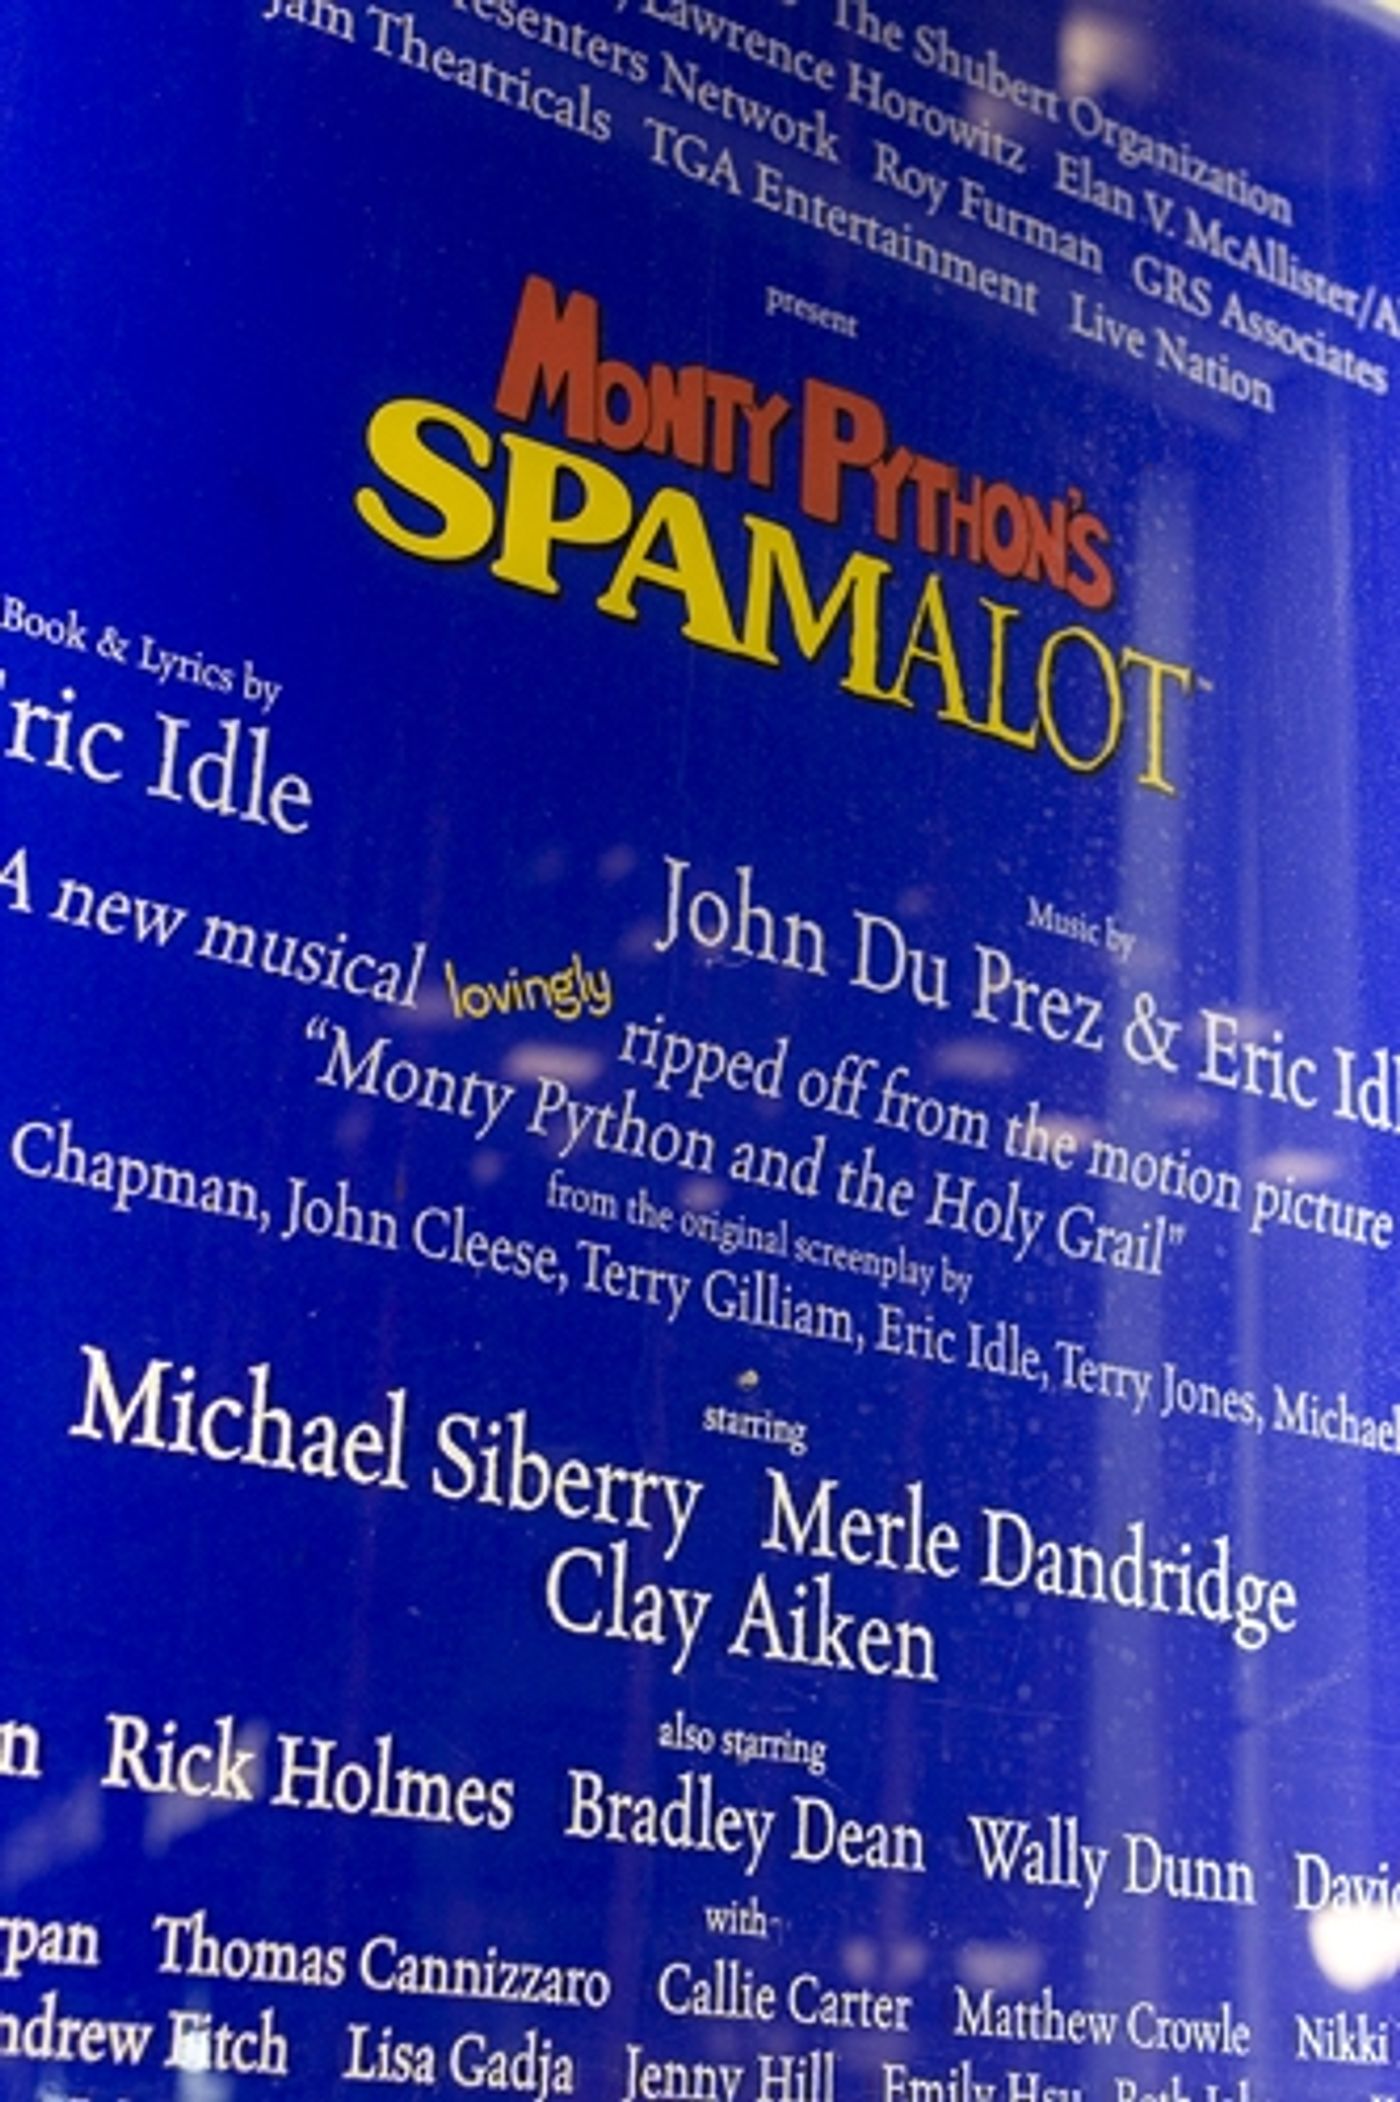 The Shubert Organization
Lawrence Horowitz Elan V. McAllister/
Network Roy Furman GRS Associates
Jam Theatricals TGA Entertainment Live Nation
present
MONTY PYTHON'S
SPAMALOT
Book & Lyrics by
Idle
Music by
John Du Prez & Eric
A new musical lovingly ripped off from the motion picture
“Monty Python and the Holy Grail”
from the original screenplay by
Chapman, John Cleese, Terry Gilliam, Eric Idle, Terry Jones, Michael
starring
Michael Siberry Merle Dandridge
Clay Aiken
also starring
Rick Holmes Bradley Dean Wally Dunn
with
Thomas Cannizzaro Callie Carter Matthew Crowle Nikki
Fitch Lisa Gadja Jenny Hill Emily Hsu